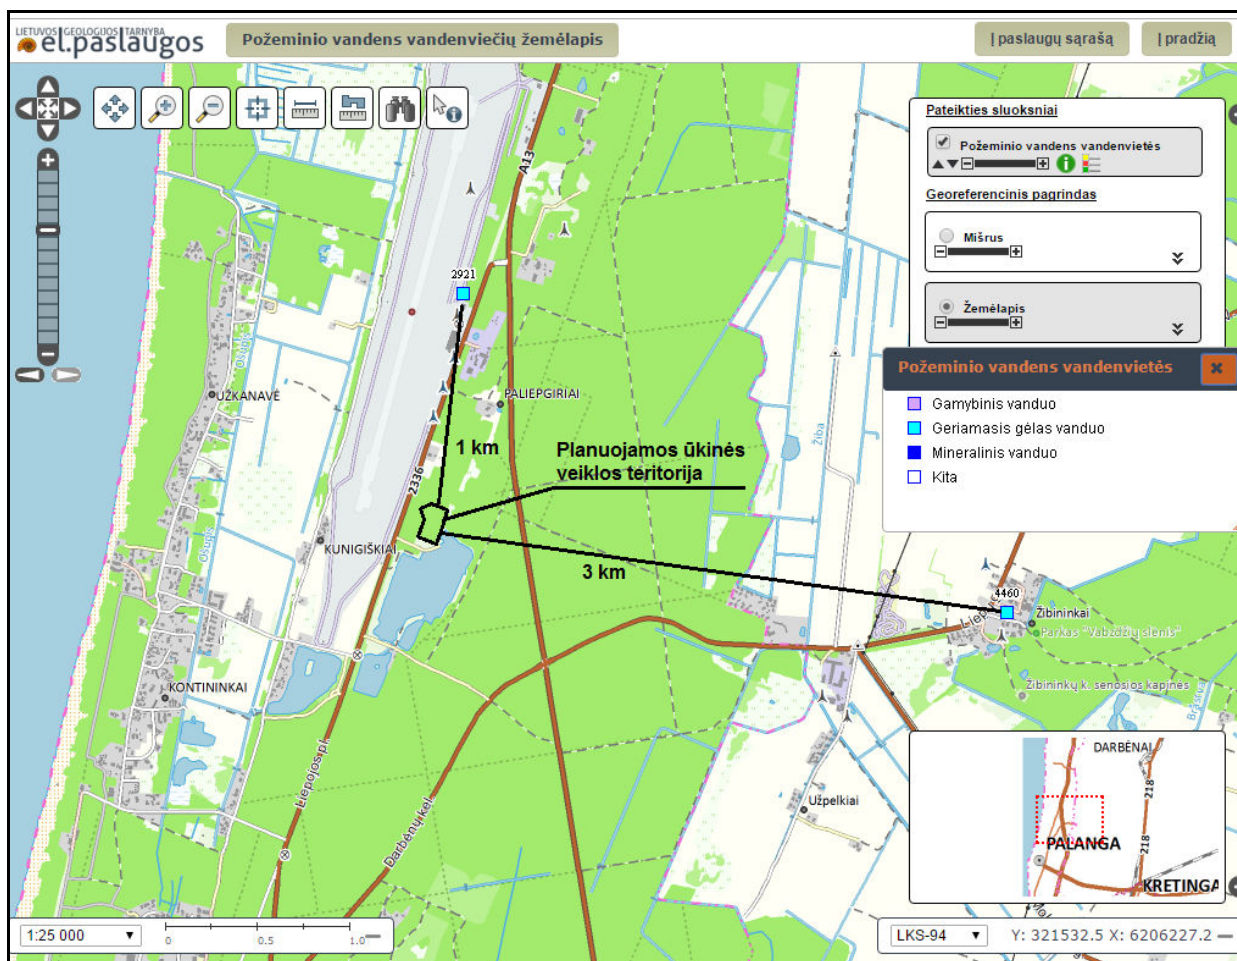 LIETUVOS GEOLOGIJOS TARNYBA
el.paslaugos
Požeminio vandens vandenviečių žemėlapis
Į paslaugų sąrašą
Į pradžią
Pateikties sluoksniai
Požeminio vandens vandenvietės
Georeferencinis pagrindas
Mišrus
Žemėlapis
Požeminio vandens vandenvietės
Gamybinis vanduo
Geriamasis gėlas vanduo
Mineralinis vanduo
Kita
A13
2921
Ošupis
UŽKANAVĖ
PALIEPGIRIAI
1 km
Planuojamos ūkinės
veiklos teritorija
2336
Žiba
Ošupis
KUNIGIŠKIAI
3 km
4460
Žibininkai
Parkas "Vabzdžių slėnis"
KONTININKAI
Žibininkų k. senosios kapinės
Liepojos pl.
Darbėnų kel.
Užpelkiai
DARBĖNAI
218
218
PALANGA
KRETINGA
1:25 000
0 0.5 1.0
LKS-94
Y: 321532.5 X: 6206227.2